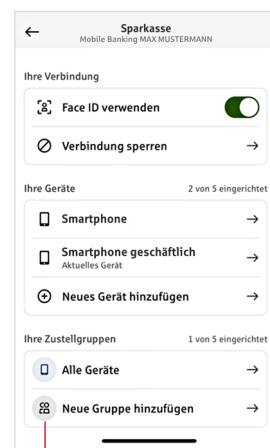 Sparkasse
Mobile Banking MAX MUSTERMANN
Ihre Verbindung
Face ID verwenden
Verbindung sperren
Ihre Geräte 2 von 5 eingerichtet
Smartphone
Smartphone geschäftlich
Aktuelles Gerät
Neues Gerät hinzufügen
Ihre Zustellgruppen 1 von 5 eingerichtet
Alle Geräte
Neue Gruppe hinzufügen